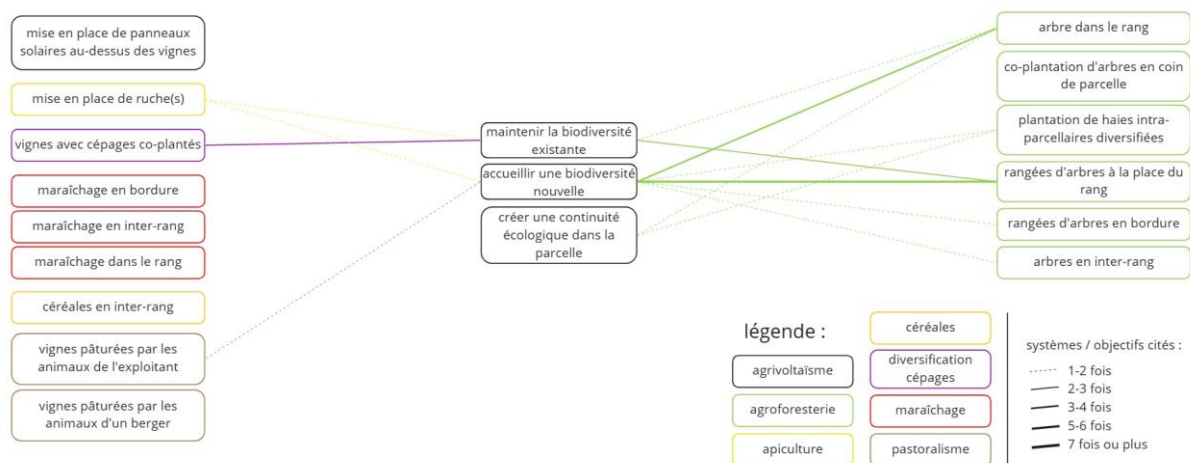 mise en place de panneaux
solaires au-dessus des vignes
mise en place de ruche(s)
vignes avec cépages co-plantés
maraîchage en bordure
maraîchage en inter-rang
maraîchage dans le rang
céréales en inter-rang
vignes pâturées par les
animaux de l'exploitant
vignes pâturées par les
animaux d'un berger
maintenir la biodiversité
existante
accueillir une biodiversité
nouvelle
créer une continuité
écologique dans la
parcelle
arbre dans le rang
co-plantation d'arbres en coin
de parcelle
plantation de haies intra-
parcellaires diversifiées
rangées d'arbres à la place du
rang
rangées d'arbres en bordure
arbres en inter-rang
légende :
agrivoltaïsme
agroforesterie
apiculture
céréales
diversification
cépages
maraîchage
pastoralisme
systèmes / objectifs cités :
1-2 fois
2-3 fois
3-4 fois
5-6 fois
7 fois ou plus